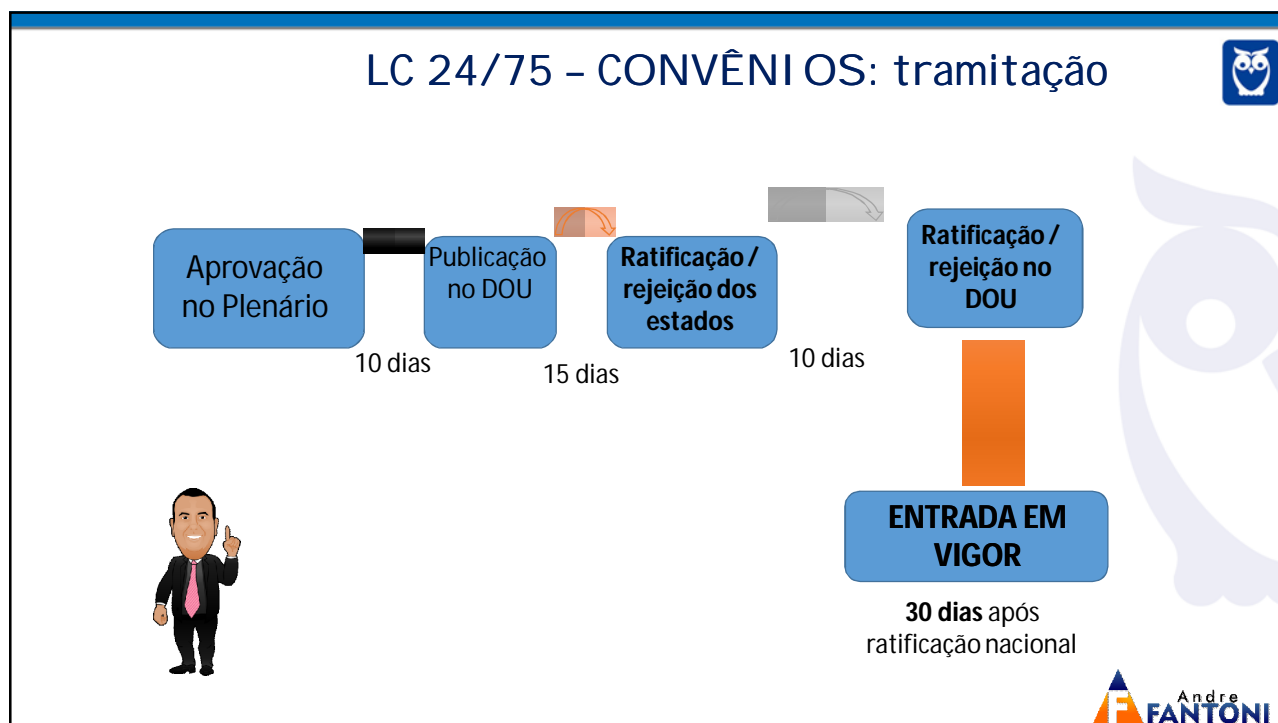 LC 24/75 – CONVÊNIOS: tramitação
Aprovação
no Plenário
10 dias
Publicação
no DOU
15 dias
Ratificação /
rejeição dos
estados
10 dias
Ratificação /
rejeição no
DOU
ENTRADA EM
VIGOR
30 dias após
ratificação nacional
Andre
FANTONI